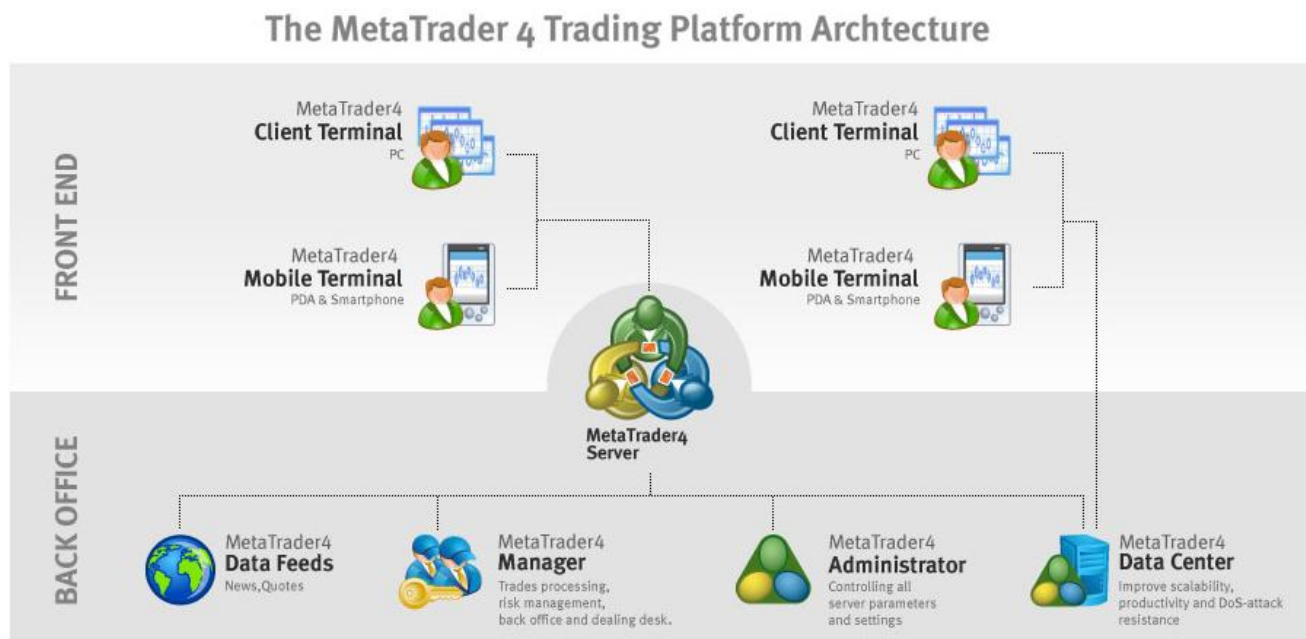 The MetaTrader 4 Trading Platform Archtecture
FRONT END
MetaTrader4
Client Terminal
PC
MetaTrader4
Mobile Terminal
PDA & Smartphone
MetaTrader4
Client Terminal
PC
MetaTrader4
Mobile Terminal
PDA & Smartphone
MetaTrader4
Server
BACK OFFICE
MetaTrader4
Data Feeds
News,Quotes
MetaTrader4
Manager
Trades processing,
risk management,
back office and dealing desk.
MetaTrader4
Administrator
Controlling all
server parameters
and settings
MetaTrader4
Data Center
Improve scalability,
productivity and DoS-attack
resistance